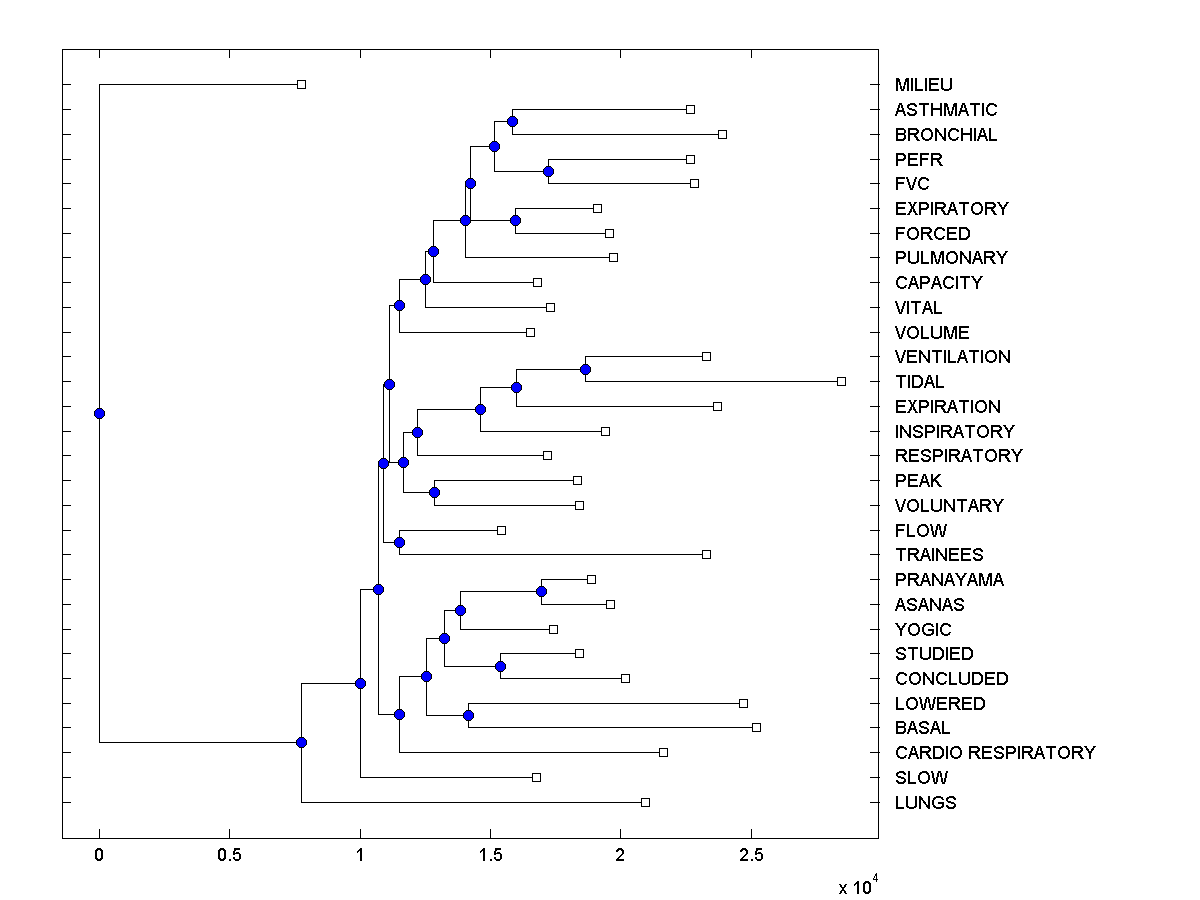 MILIEU
ASTHMATIC
BRONCHIAL
PEFR
FVC
EXPIRATORY
FORCED
PULMONARY
CAPACITY
VITAL
VOLUME
VENTILATION
TIDAL
EXPIRATION
INSPIRATORY
RESPIRATORY
PEAK
VOLUNTARY
FLOW
TRAINEES
PRANAYAMA
ASANAS
YOGIC
STUDIED
CONCLUDED
LOWERED
BASAL
CARDIO RESPIRATORY
SLOW
LUNGS
0 0.5 1 1.5 2 2.5
x 10^4